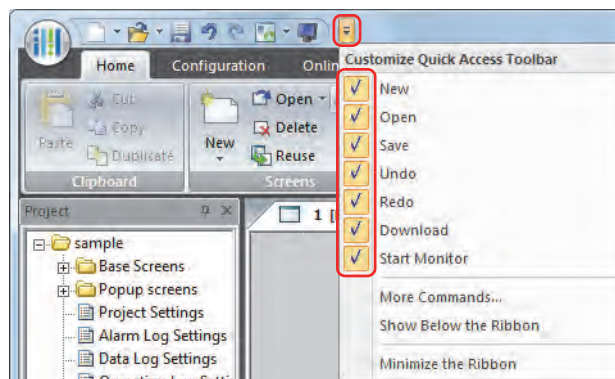 Home Configuration Onlin
Customize Quick Access Toolbar
New
Open
Save
Undo
Redo
Download
Start Monitor
More Commands...
Show Below the Ribbon
Minimize the Ribbon
Paste
Cut
Copy
Duplicate
Clipboard
New
Open
Delete
Reuse
Screens
Project
1
sample
Base Screens
Popup screens
Project Settings
Alarm Log Settings
Data Log Settings